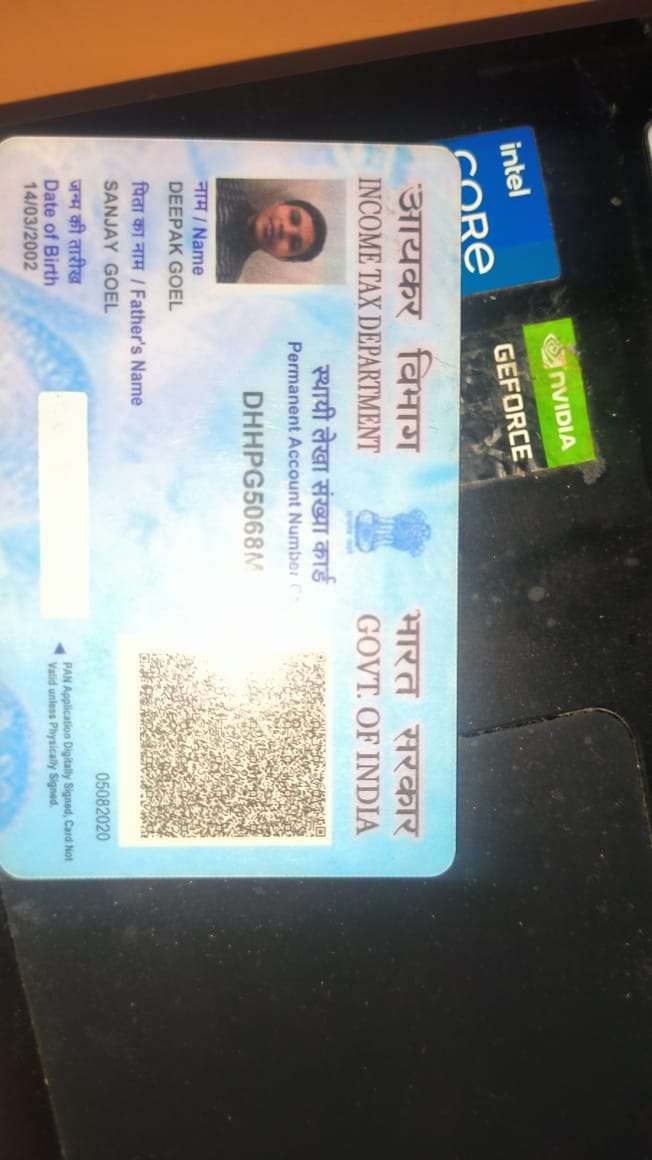 intel
CORe
NVIDIA
GEFORCE
आयकर विभाग
INCOME TAX DEPARTMENT
भारत सरकार
GOVT. OF INDIA
स्थायी लेखा संख्या कार्ड
Permanent Account Number
DHHPG5068M
नाम / Name
DEEPAK GOEL
पिता का नाम / Father's Name
SANJAY GOEL
जन्म की तारीख
Date of Birth
14/03/2002
05082020
PAN Application Digitally Signed, Card Not
Valid unless Physically Signed.